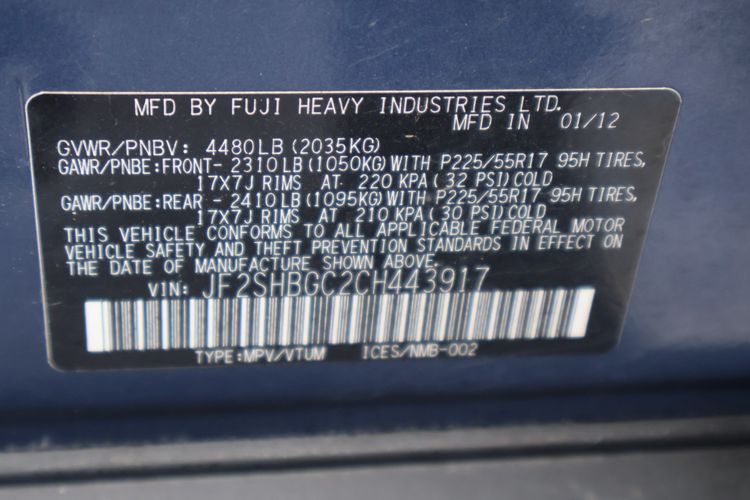 MFD BY FUJI HEAVY INDUSTRIES LTD.
MFD IN 01/12
GVWR/PNBV: 4480LB (2035KG)
GAWR/PNBE:FRONT- 2310LB(1050KG)WITH P225/55R17 95H TIRES,
17X7J RIMS AT 220 KPA (32 PSI)COLD
GAWR/PNBE:REAR - 2410LB(1095KG)WITH P225/55R17 95H TIRES,
17X7J RIMS AT 210 KPA (30 PSI)COLD
THIS VEHICLE CONFORMS TO ALL APPLICABLE FEDERAL MOTOR
VEHICLE SAFETY AND THEFT PREVENTION STANDARDS IN EFFECT ON
THE DATE OF MANUFACTURE SHOWN ABOVE.
VIN: JF2SHBGC2CH443917
TYPE:MPV/VTUM ICES/NMB-002